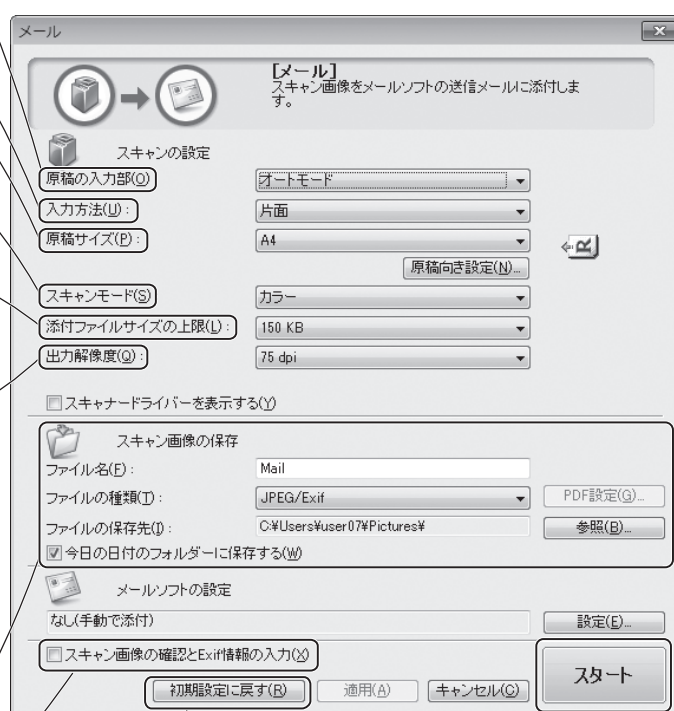 メール
[メール]
スキャン画像をメールソフトの送信メールに添付しま
す。
スキャンの設定
原稿の入力部(O)
オートモード
入力方法(U):
片面
原稿サイズ(P):
A4
R
原稿向き設定(N)...
スキャンモード(S)
カラー
添付ファイルサイズの上限(L):
150 KB
出力解像度(Q):
75 dpi
スキャナードライバーを表示する(Y)
スキャン画像の保存
ファイル名(F):
Mail
ファイルの種類(T):
JPEG/Exif
PDF設定(G)...
ファイルの保存先(I):
C:¥Users¥user07¥Pictures¥
参照(B)...
今日の日付のフォルダーに保存する(W)
メールソフトの設定
なし(手動で添付)
設定(E)...
スキャン画像の確認とExif情報の入力(X)
スタート
初期設定に戻す(R)
適用(A)
キャンセル(C)